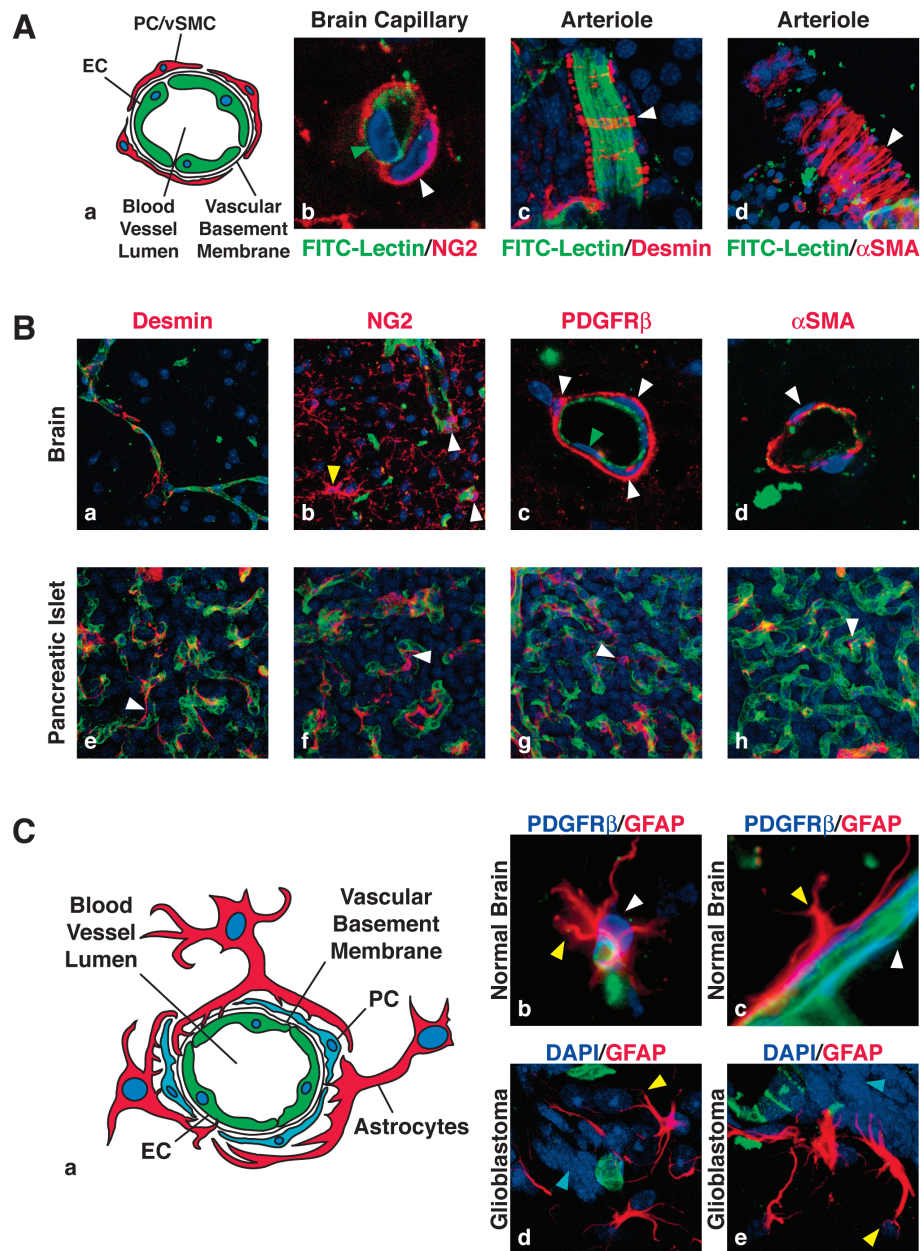 A
PC/vSMC
EC
a
Blood
Vessel
Lumen
Vascular
Basement
Membrane
Brain Capillary
b
FITC-Lectin/NG2
Arteriole
c
FITC-Lectin/Desmin
Arteriole
d
FITC-Lectin/αSMA
B
Desmin
NG2
PDGFRβ
αSMA
Brain
a
b
c
d
Pancreatic Islet
e
f
g
h
C
Blood
Vessel
Lumen
Vascular
Basement
Membrane
PC
Astrocytes
EC
a
PDGFRβ/GFAP
PDGFRβ/GFAP
Normal Brain
b
Normal Brain
c
DAPI/GFAP
DAPI/GFAP
Glioblastoma
d
Glioblastoma
e